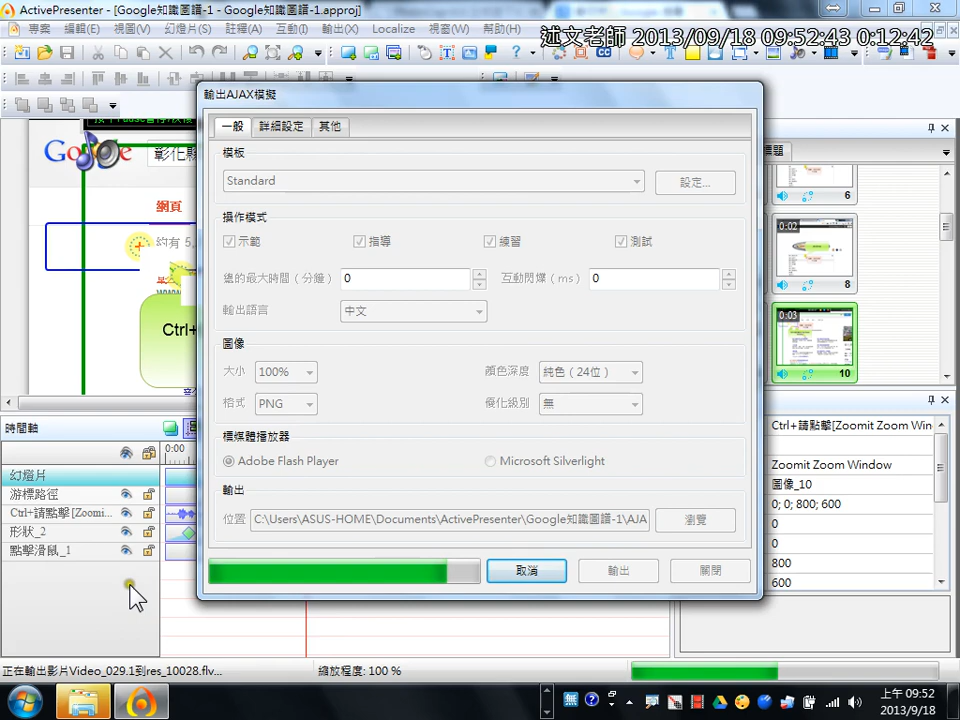 ActivePresenter - [Google知識圖譜-1 - Google知識圖譜-1.approj]
專案 編輯(E) 視圖(V) 幻燈片(S) 註釋(A) 互動(I) 輸出(X) Localize 視窗(W) 幫助(H)
述文老師 2013/09/18 09:52:43 0:12:42
輸出AJAX模擬
一般 詳細設定 其他
模板
Standard 設定...
操作模式
示範 指導 練習 測試
(分鐘) 0 互動閃爍(ms) 0
輸出語言 中文
圖像
大小 100% 顏色深度 純色(24位)
格式 PNG 優化級別 無
標媒體播放器
Adobe Flash Player Microsoft Silverlight
輸出
位置 C:\Users\ASUS-HOME\Documents\ActivePresenter\Google知識圖譜-1\AJA 瀏覽
取消 輸出 關閉
彰化縣
網頁
約有 5,
Ctrl+
標題
6
0:02
8
0:03
10
時間軸
0:00
幻燈片
游標路徑
Ctrl+請點擊[Zoomi...
形狀_2
點擊滑鼠_1
Ctrl+請點擊[Zoomit Zoom Win
Zoomit Zoom Window
圖像_10
0; 0; 800; 600
0
0
800
600
正在輸出影片Video_029.1到res_10028.flv... 縮放程度: 100 %
上午 09:52
2013/9/18